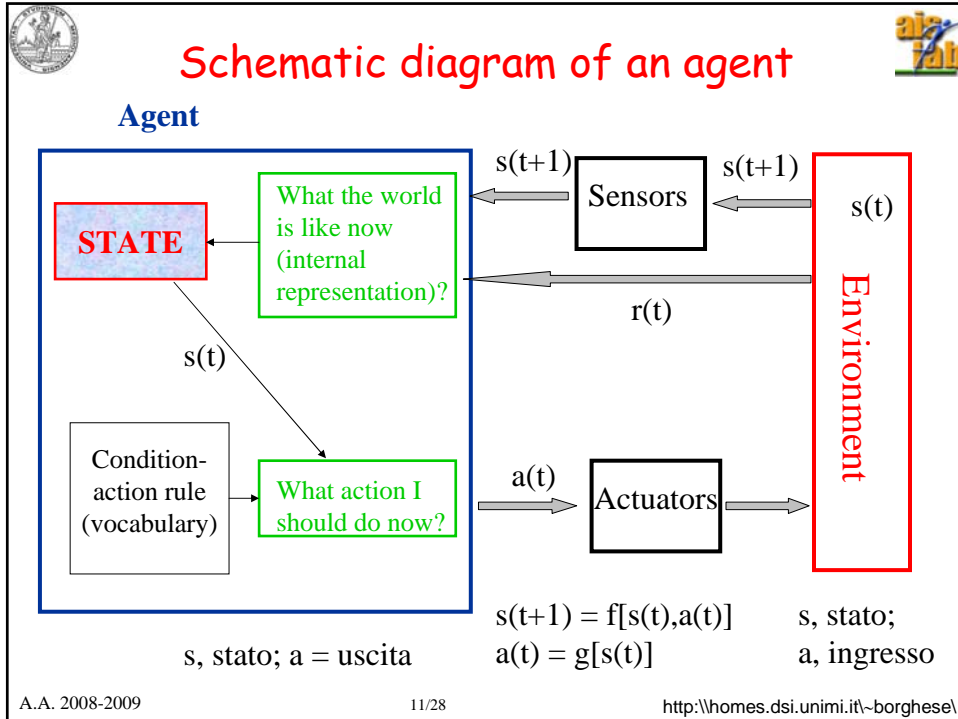 Schematic diagram of an agent
ais
lab
Agent
What the world
is like now
(internal
representation)?
STATE
s(t)
Condition-
action rule
(vocabulary)
What action I
should do now?
s(t+1)
Sensors
s(t+1)
s(t)
r(t)
Environment
a(t)
Actuators
s(t+1) = f[s(t),a(t)]
a(t) = g[s(t)]
s, stato; a = uscita
s, stato;
a, ingresso
A.A. 2008-2009
11/28
http:\\homes.dsi.unimi.it\~borghese\